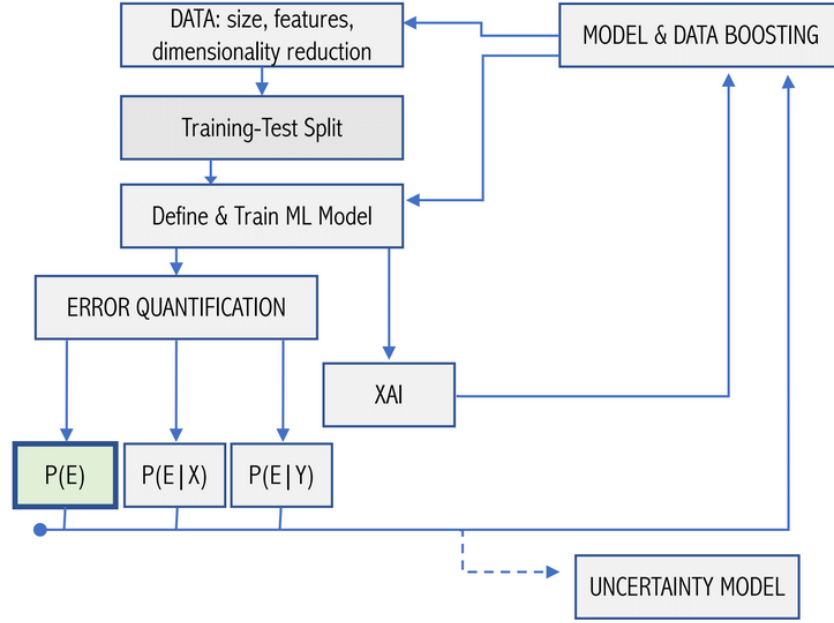 DATA: size, features,
dimensionality reduction
MODEL & DATA BOOSTING
Training-Test Split
Define & Train ML Model
ERROR QUANTIFICATION
XAI
P(E)
P(E|X)
P(E|Y)
UNCERTAINTY MODEL